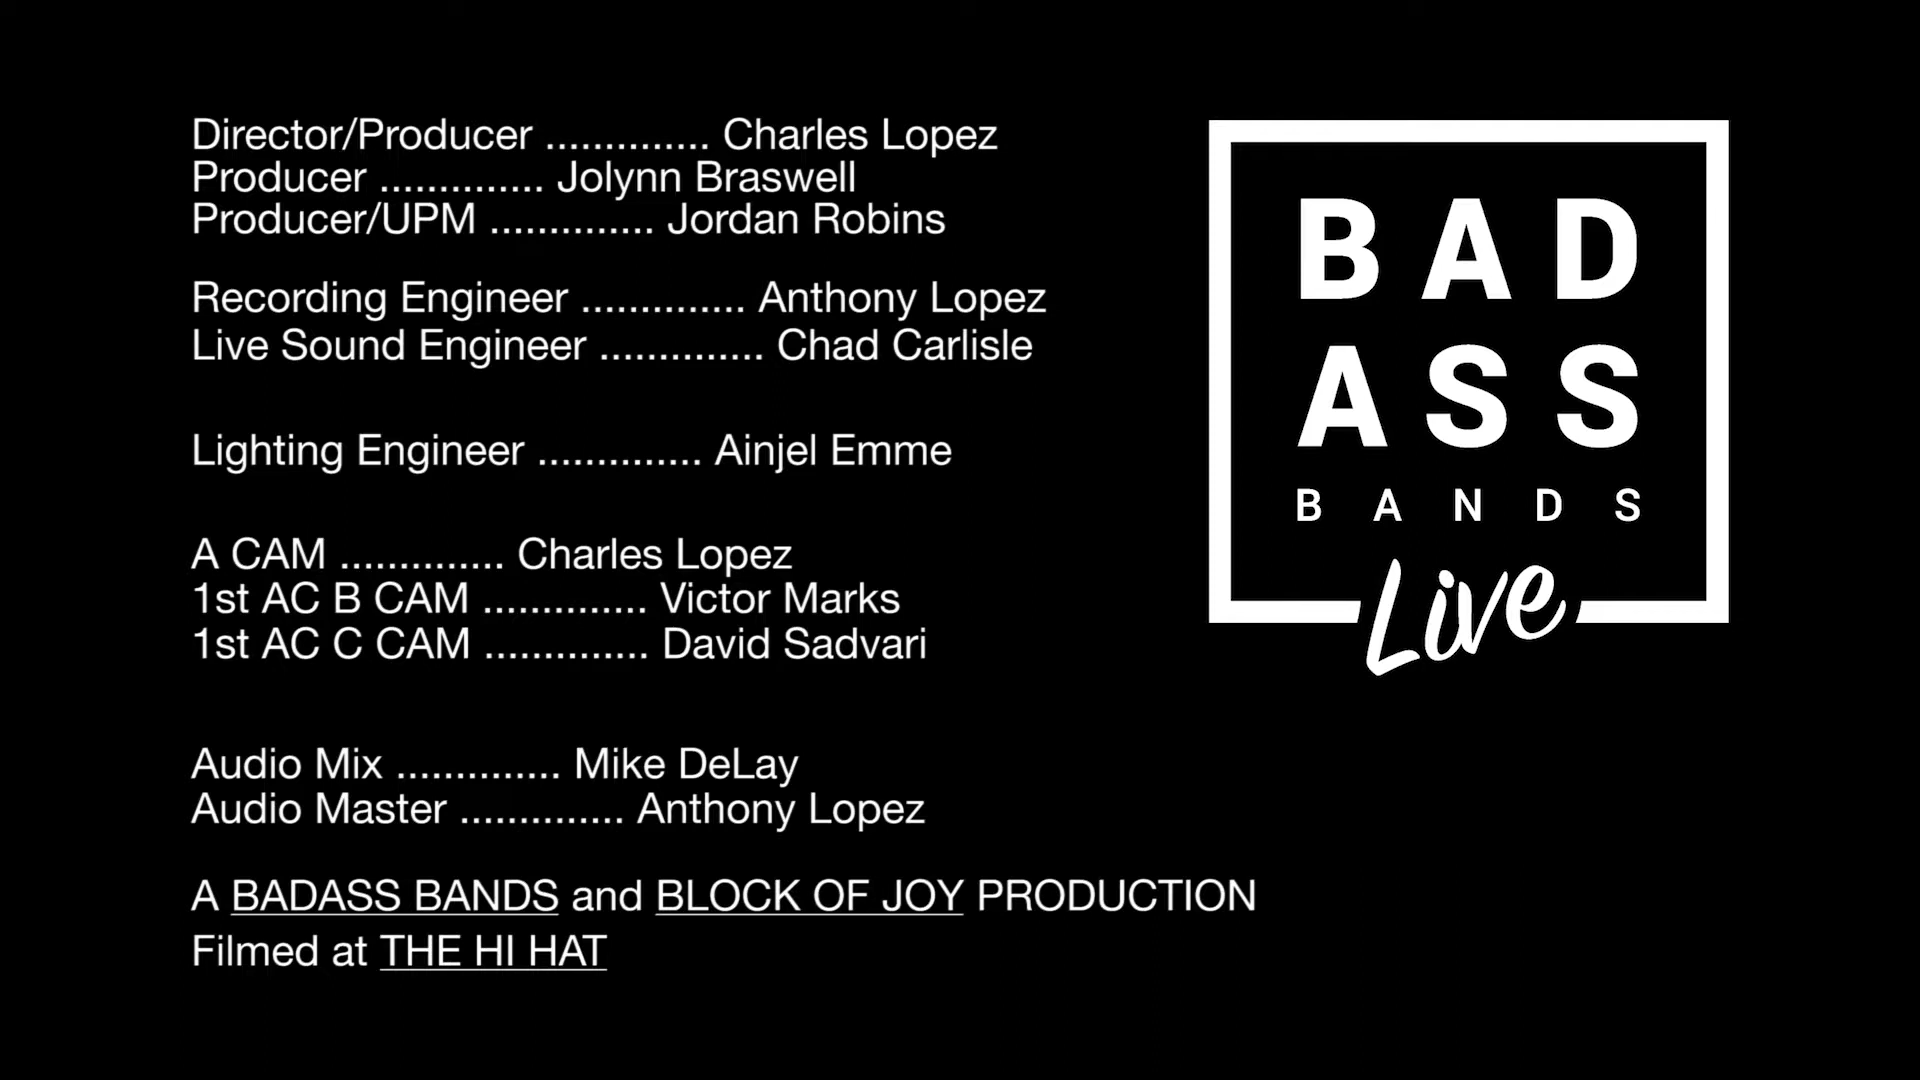 Director/Producer .............. Charles Lopez
Producer .............. Jolynn Braswell
Producer/UPM .............. Jordan Robins
Recording Engineer .............. Anthony Lopez
Live Sound Engineer .............. Chad Carlisle
Lighting Engineer .............. Ainjel Emme
A CAM .............. Charles Lopez
1st AC B CAM .............. Victor Marks
1st AC C CAM .............. David Sadvari
Audio Mix .............. Mike DeLay
Audio Master .............. Anthony Lopez
A BADASS BANDS and BLOCK OF JOY PRODUCTION
Filmed at THE HI HAT
BAD
ASS
BANDS
Live